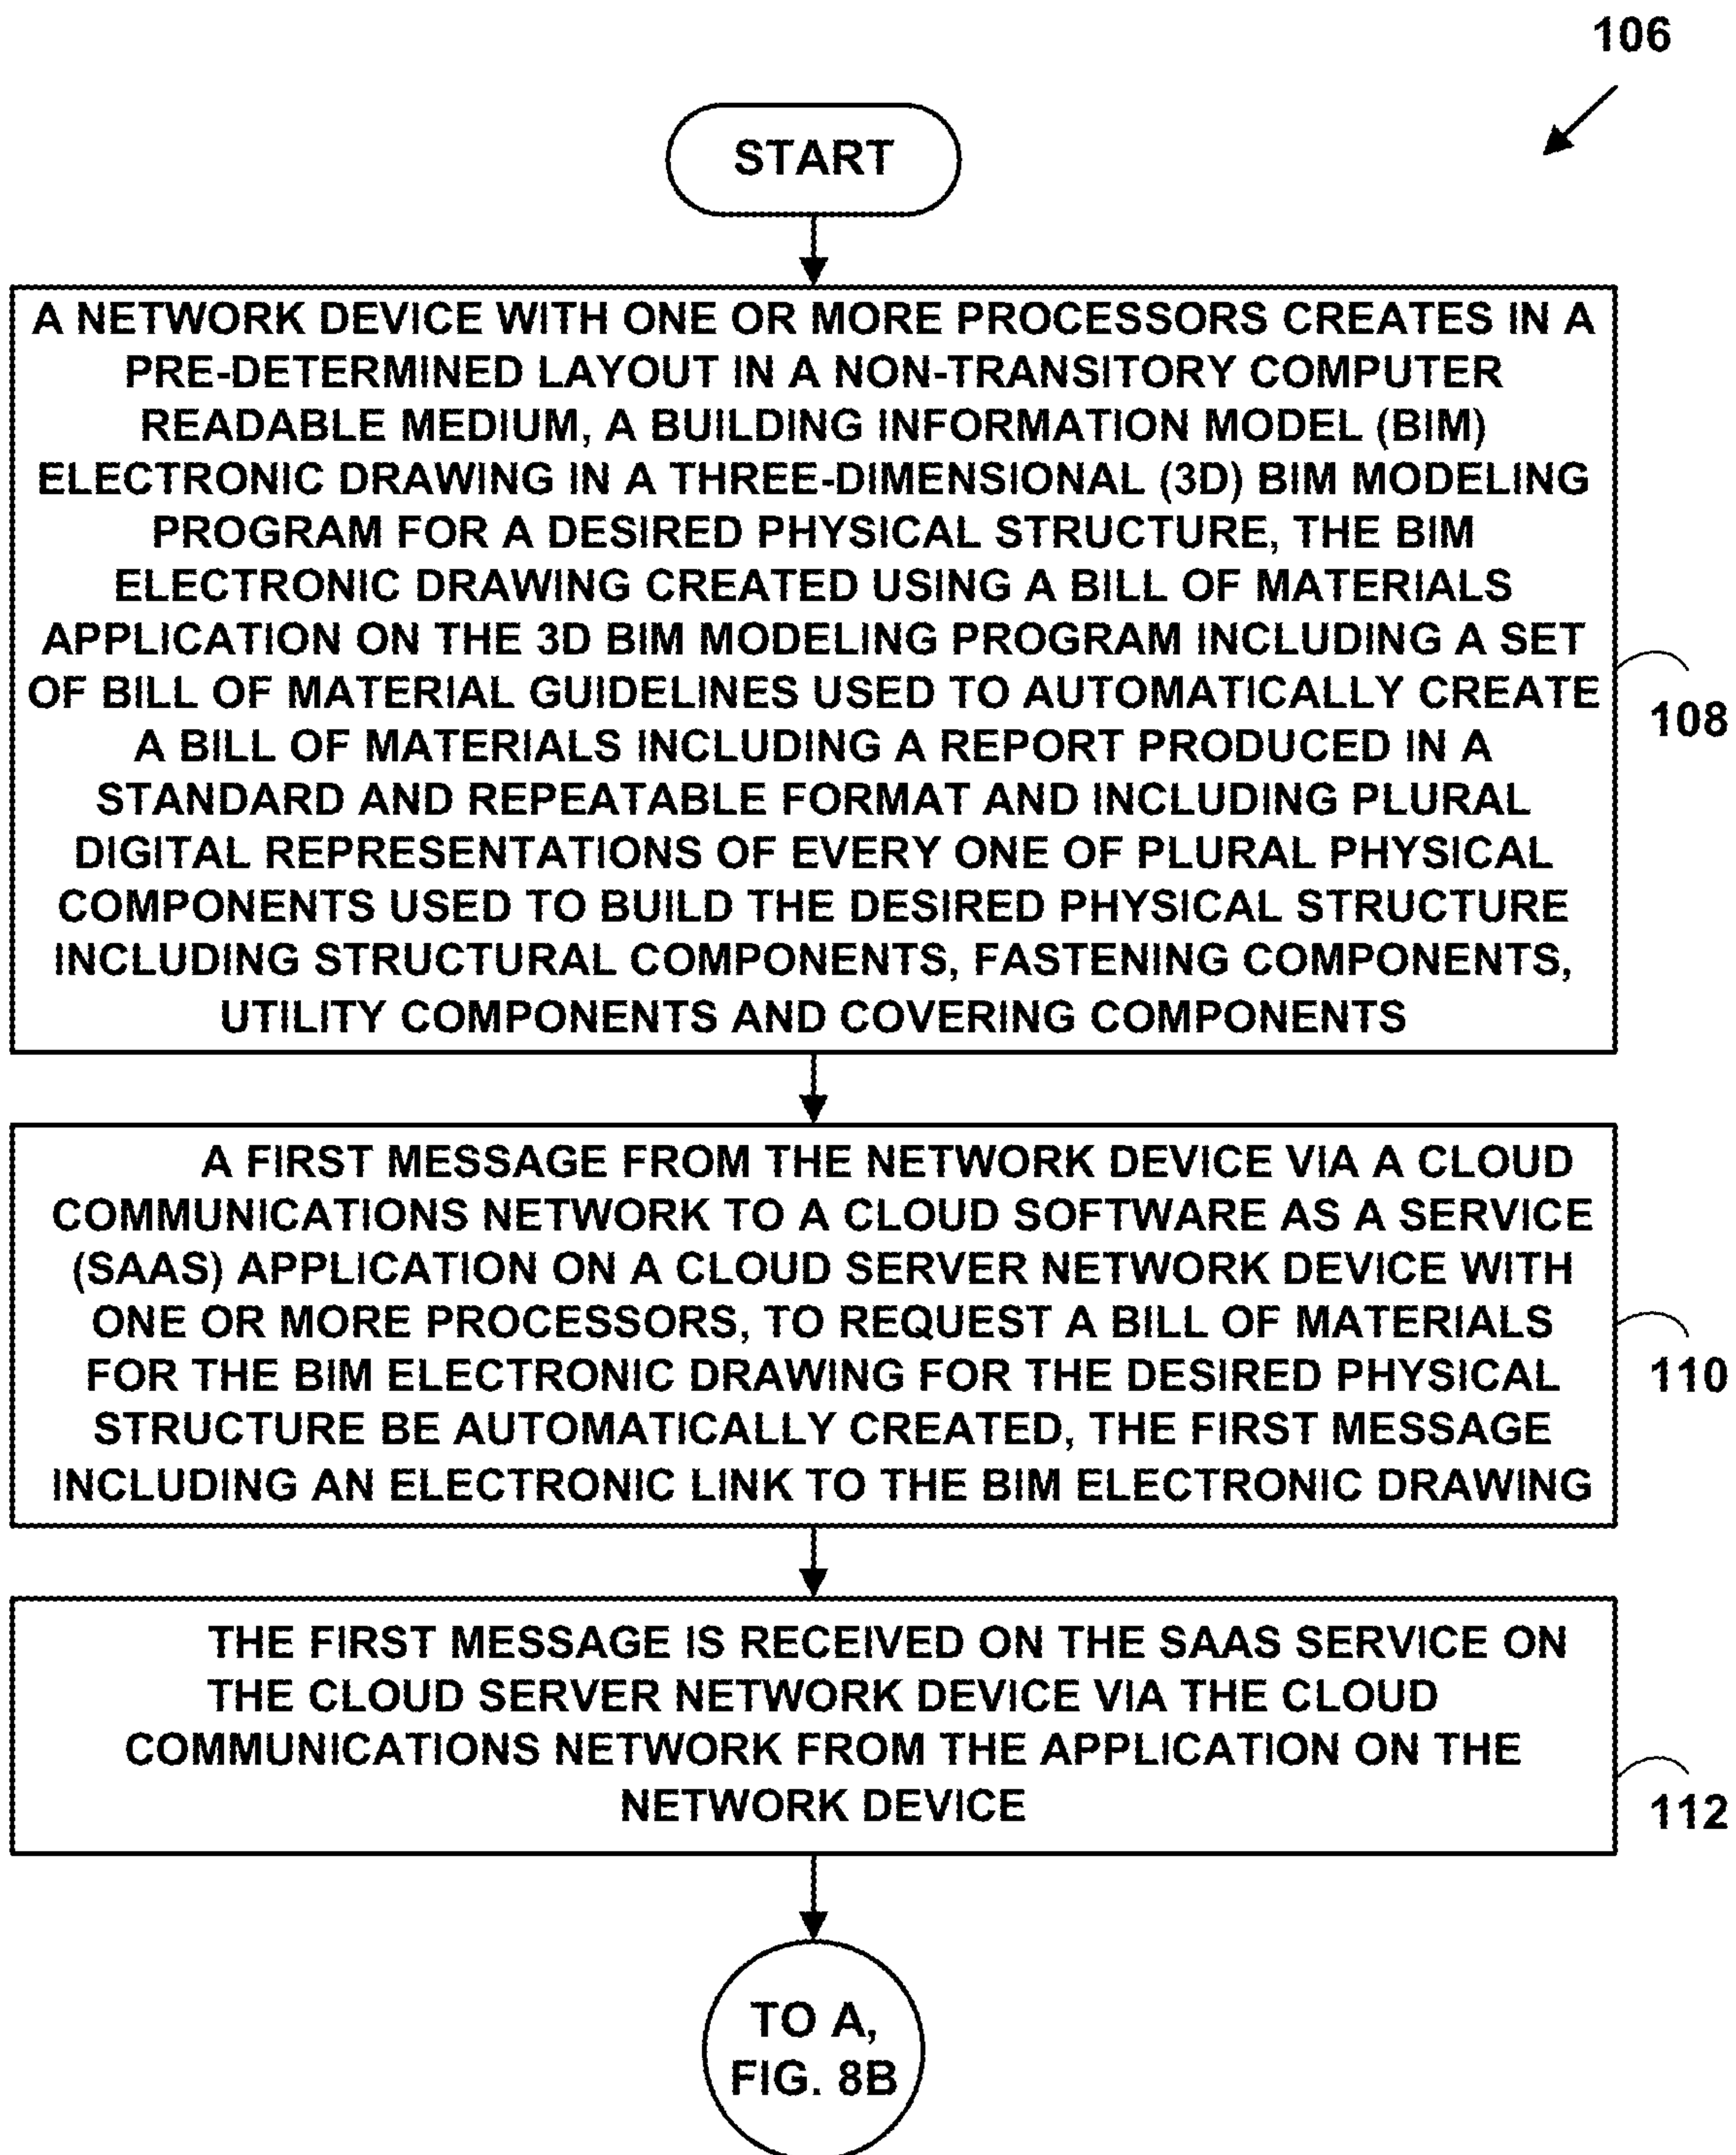 106
START
A NETWORK DEVICE WITH ONE OR MORE PROCESSORS CREATES IN A
PRE-DETERMINED LAYOUT IN A NON-TRANSITORY COMPUTER
READABLE MEDIUM, A BUILDING INFORMATION MODEL (BIM)
ELECTRONIC DRAWING IN A THREE-DIMENSIONAL (3D) BIM MODELING
PROGRAM FOR A DESIRED PHYSICAL STRUCTURE, THE BIM
ELECTRONIC DRAWING CREATED USING A BILL OF MATERIALS
APPLICATION ON THE 3D BIM MODELING PROGRAM INCLUDING A SET
OF BILL OF MATERIAL GUIDELINES USED TO AUTOMATICALLY CREATE
A BILL OF MATERIALS INCLUDING A REPORT PRODUCED IN A
STANDARD AND REPEATABLE FORMAT AND INCLUDING PLURAL
DIGITAL REPRESENTATIONS OF EVERY ONE OF PLURAL PHYSICAL
COMPONENTS USED TO BUILD THE DESIRED PHYSICAL STRUCTURE
INCLUDING STRUCTURAL COMPONENTS, FASTENING COMPONENTS,
UTILITY COMPONENTS AND COVERING COMPONENTS
108
A FIRST MESSAGE FROM THE NETWORK DEVICE VIA A CLOUD
COMMUNICATIONS NETWORK TO A CLOUD SOFTWARE AS A SERVICE
(SAAS) APPLICATION ON A CLOUD SERVER NETWORK DEVICE WITH
ONE OR MORE PROCESSORS, TO REQUEST A BILL OF MATERIALS
FOR THE BIM ELECTRONIC DRAWING FOR THE DESIRED PHYSICAL
STRUCTURE BE AUTOMATICALLY CREATED, THE FIRST MESSAGE
INCLUDING AN ELECTRONIC LINK TO THE BIM ELECTRONIC DRAWING
110
THE FIRST MESSAGE IS RECEIVED ON THE SAAS SERVICE ON
THE CLOUD SERVER NETWORK DEVICE VIA THE CLOUD
COMMUNICATIONS NETWORK FROM THE APPLICATION ON THE
NETWORK DEVICE
112
TO A,
FIG. 8B